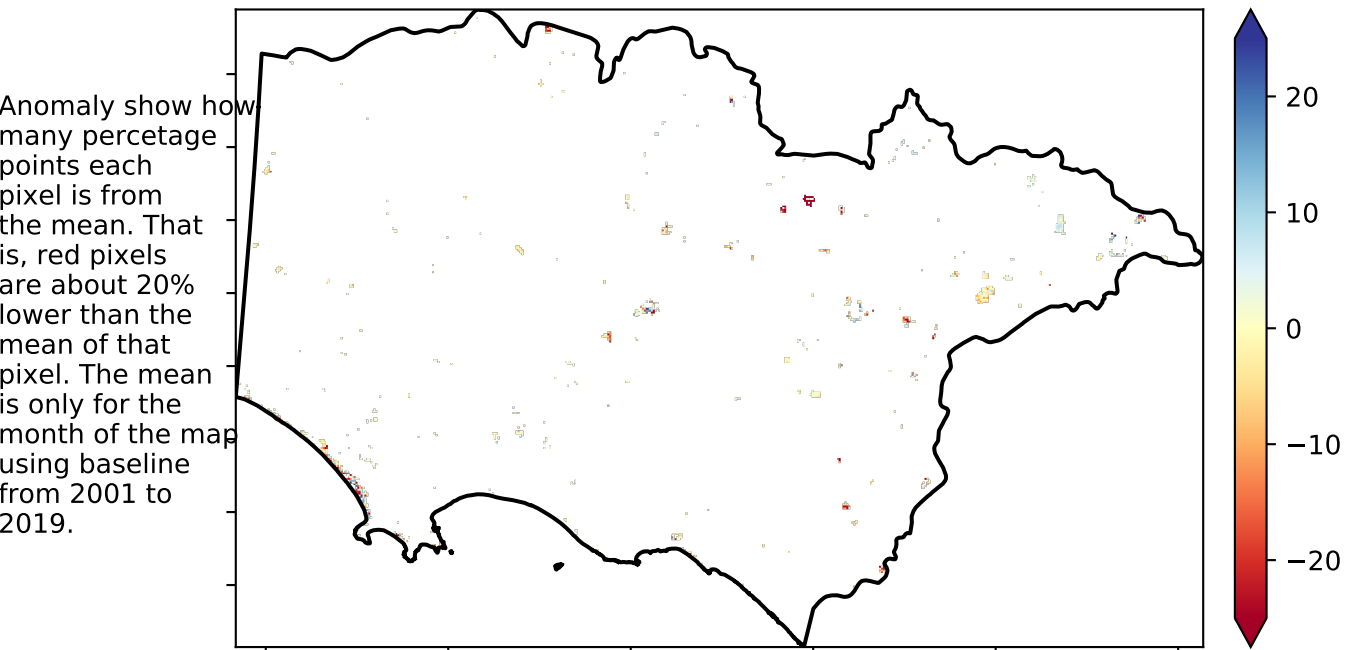 Anomaly show how
many percetage
points each
pixel is from
the mean. That
is, red pixels
are about 20%
lower than the
mean of that
pixel. The mean
is only for the
month of the map
using baseline
from 2001 to
2019.
20
10
0
−10
−20